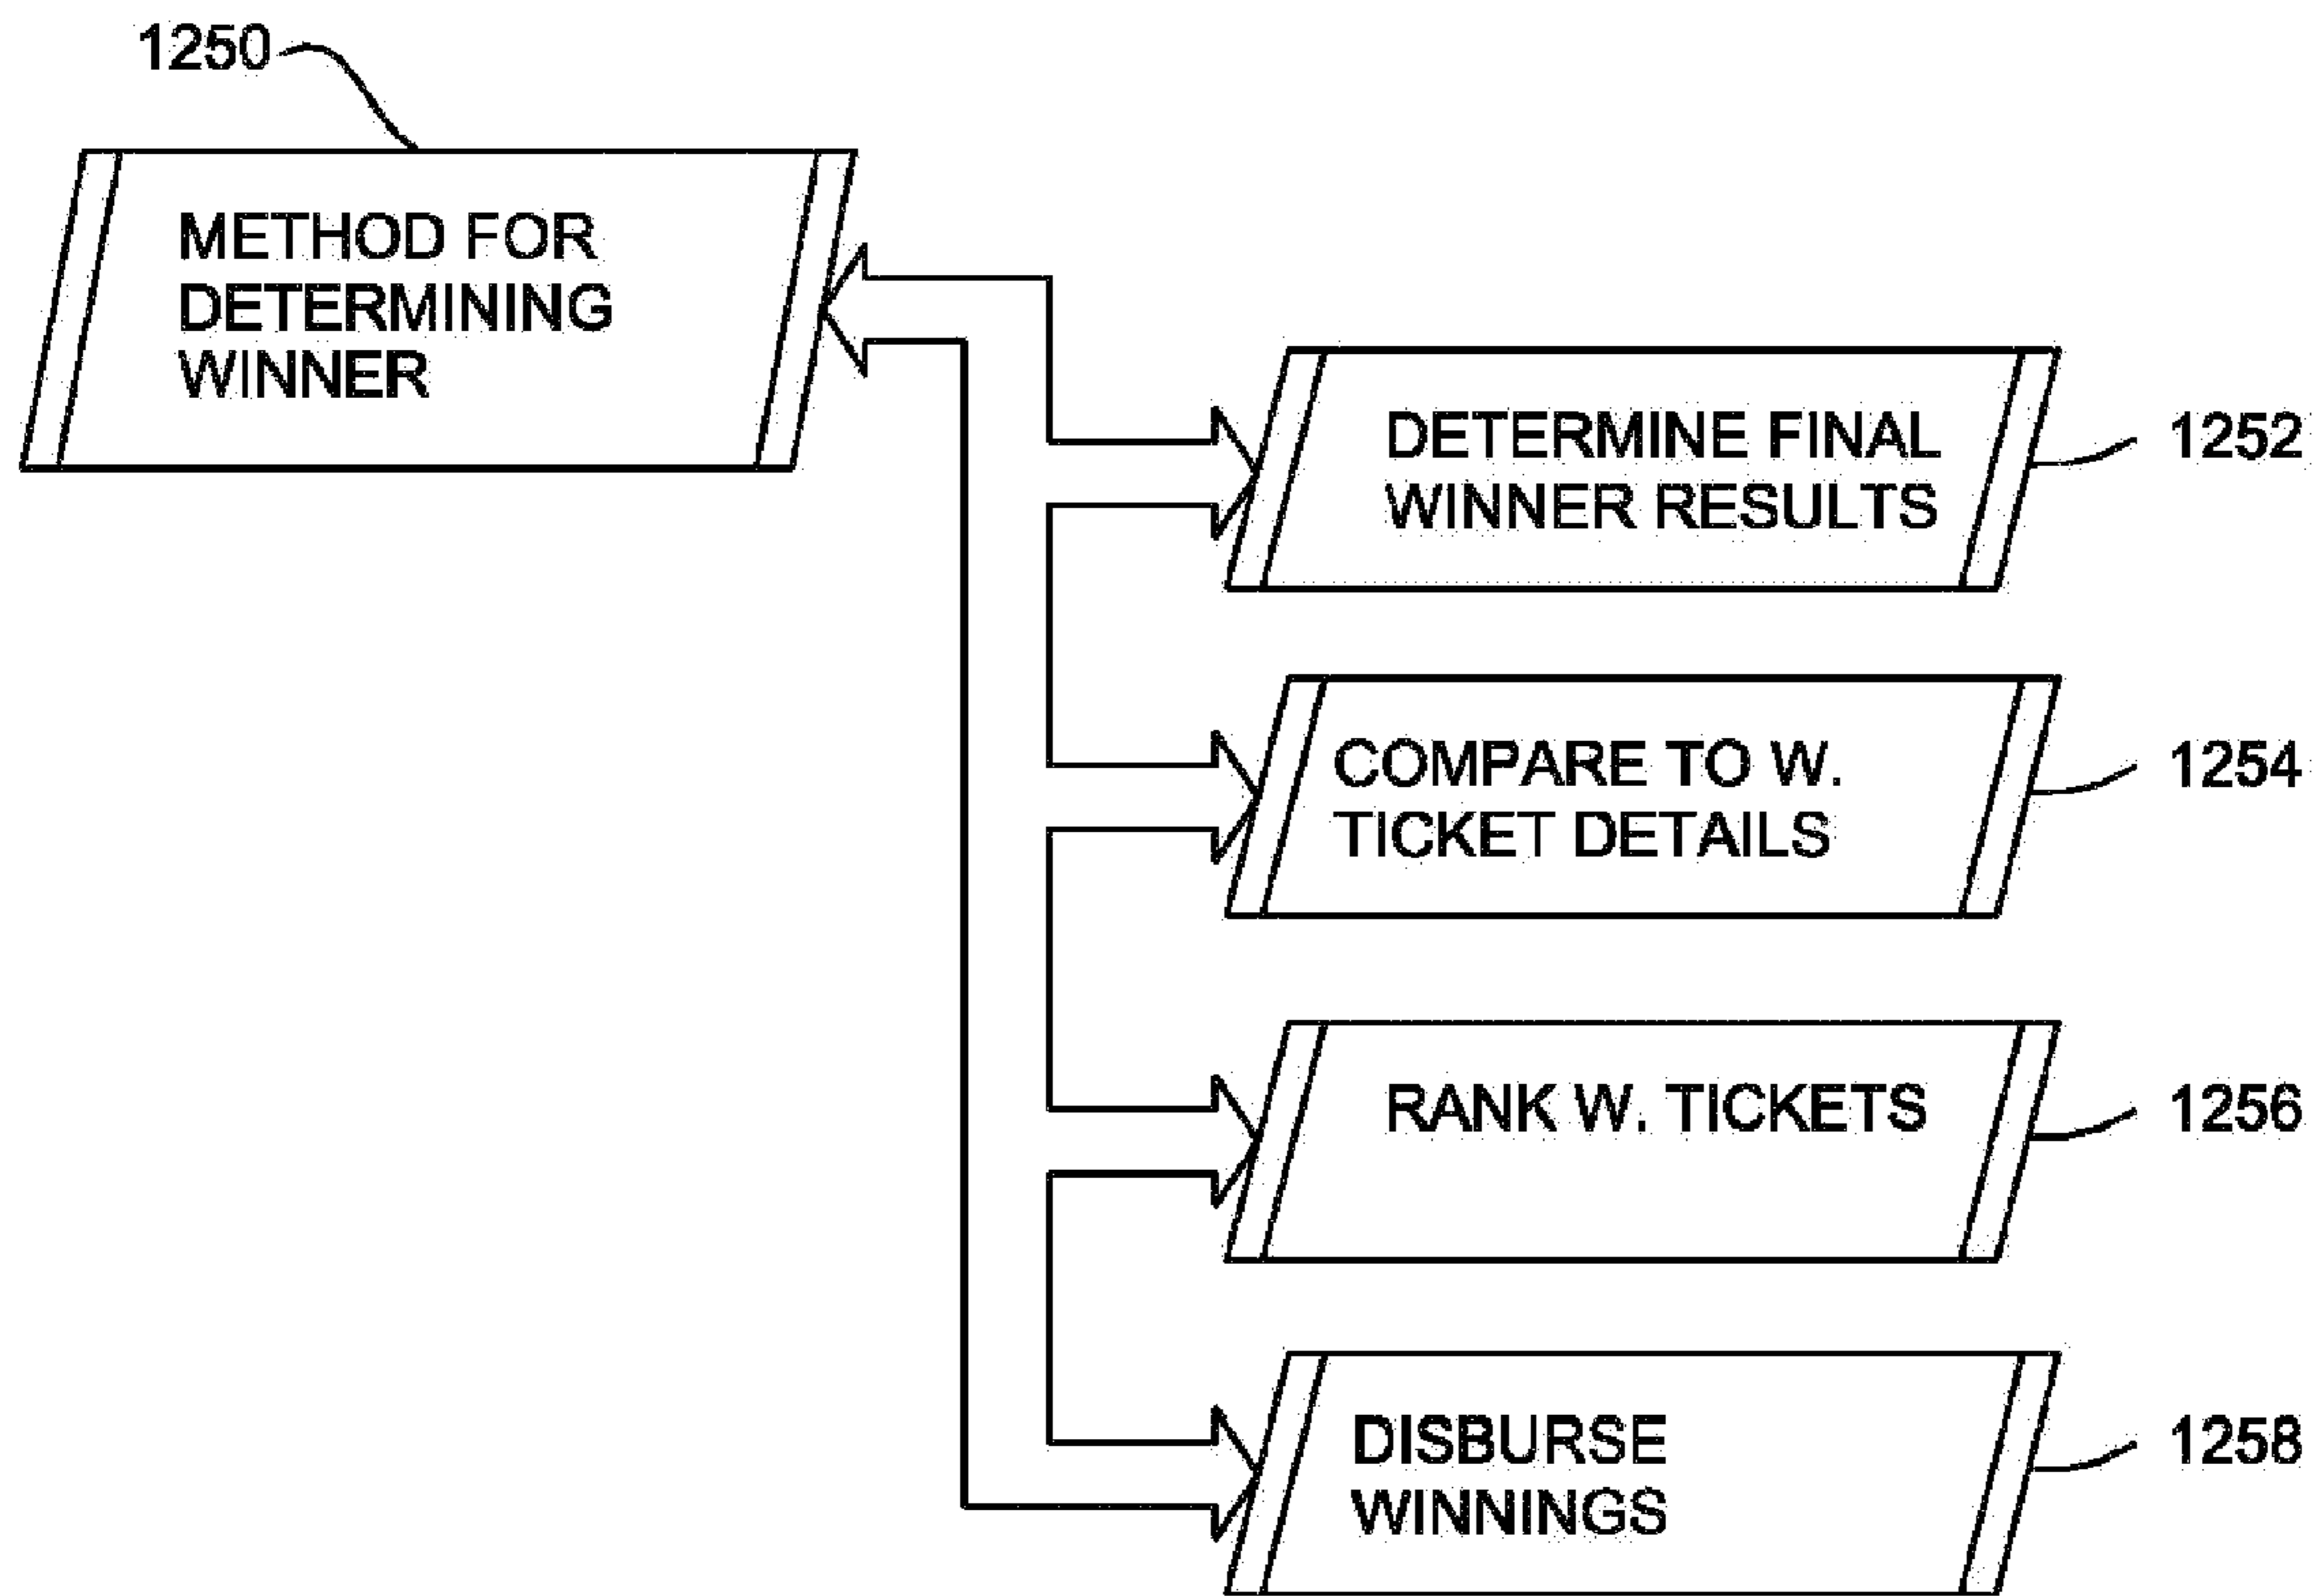 1250
METHOD FOR
DETERMINING
WINNER
DETERMINE FINAL
WINNER RESULTS
1252
COMPARE TO W.
TICKET DETAILS
1254
RANK W. TICKETS
1256
DISBURSE
WINNINGS
1258